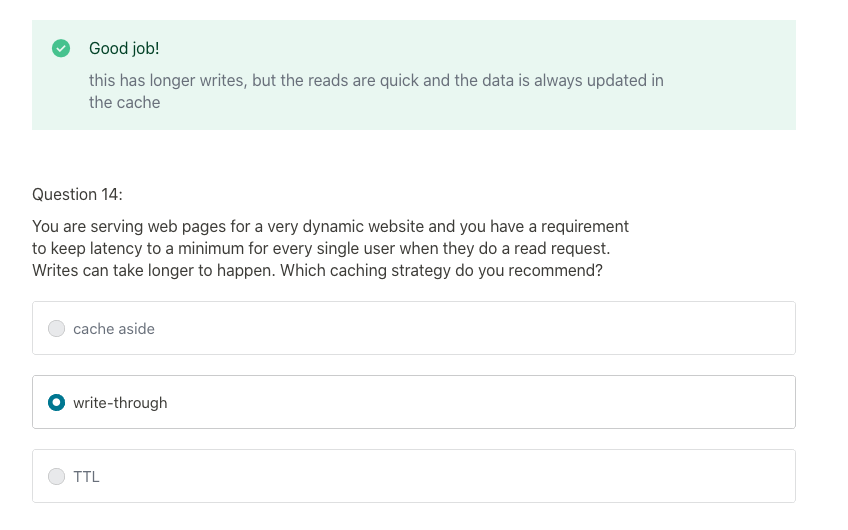 Good job!
this has longer writes, but the reads are quick and the data is always updated in
the cache
Question 14:
You are serving web pages for a very dynamic website and you have a requirement
to keep latency to a minimum for every single user when they do a read request.
Writes can take longer to happen. Which caching strategy do you recommend?
cache aside
write-through
TTL